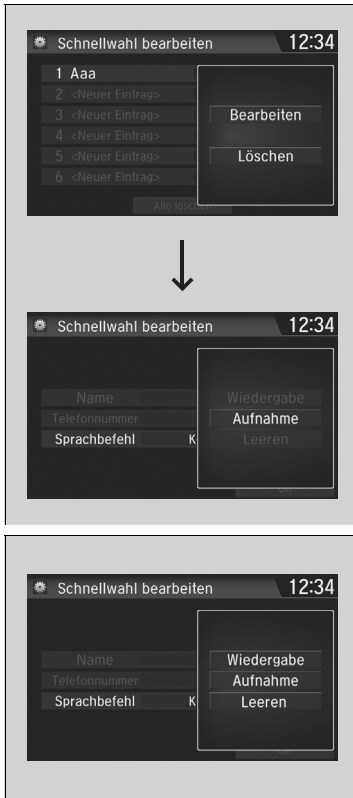 Schnellwahl bearbeiten 12:34
1 Aaa
2 <Neuer Eintrag>
3 <Neuer Eintrag>
4 <Neuer Eintrag>
5 <Neuer Eintrag>
6 <Neuer Eintrag>
Bearbeiten
Löschen
Alle löschen
Schnellwahl bearbeiten 12:34
Name Wiedergabe
Telefonnummer Aufnahme
Sprachbefehl K Leeren
Schnellwahl bearbeiten 12:34
Name Wiedergabe
Telefonnummer Aufnahme
Sprachbefehl K Leeren